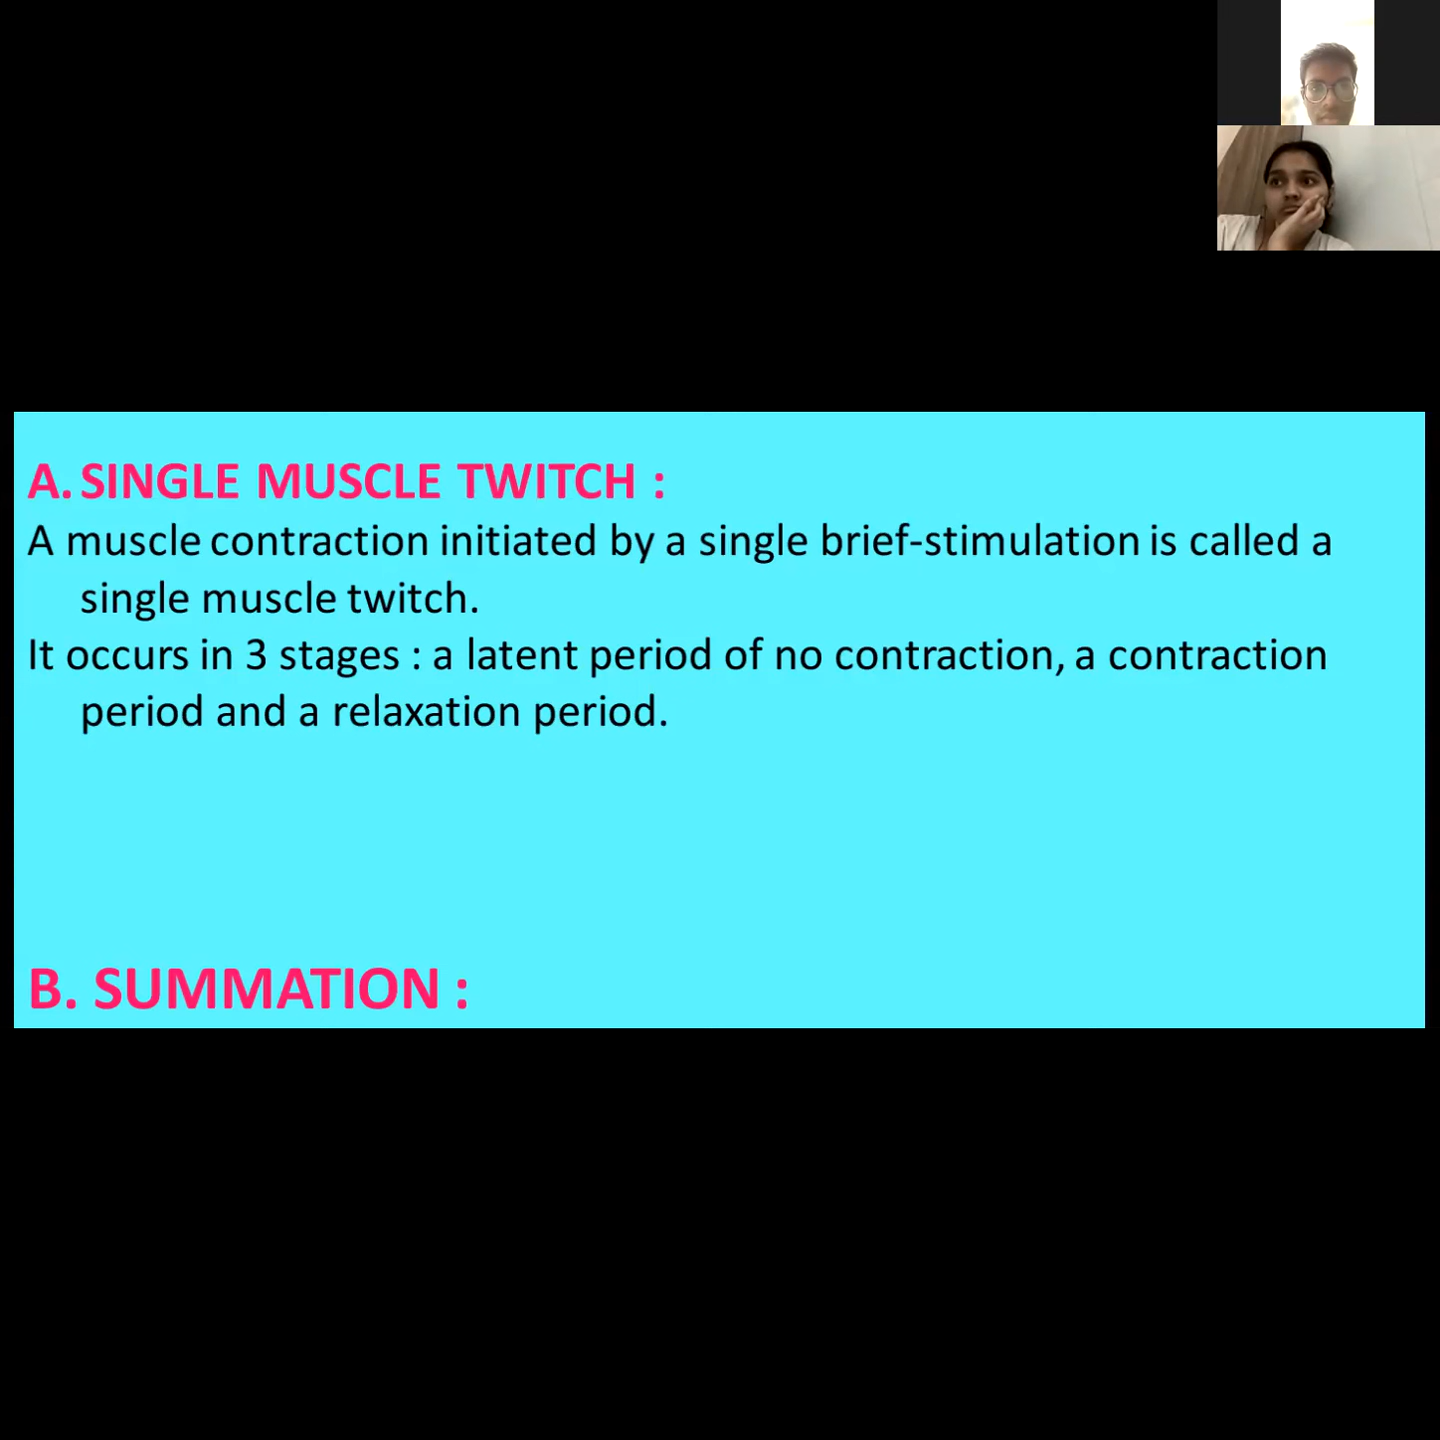 A. SINGLE MUSCLE TWITCH :
A muscle contraction initiated by a single brief-stimulation is called a
single muscle twitch.
It occurs in 3 stages : a latent period of no contraction, a contraction
period and a relaxation period.
B. SUMMATION :